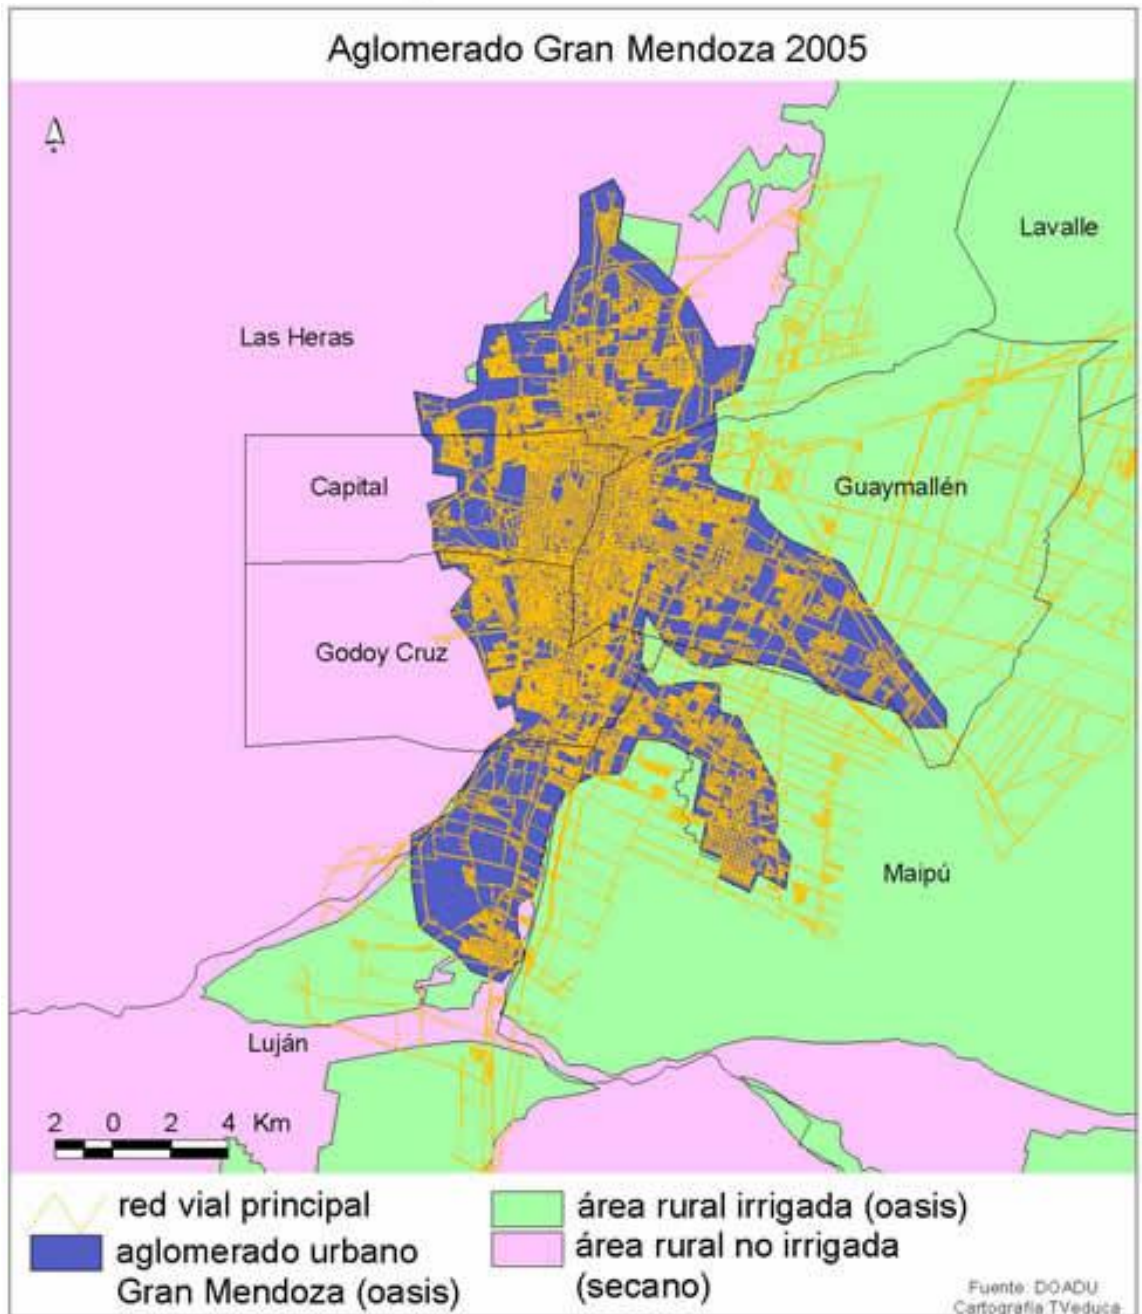 Aglomerado Gran Mendoza 2005
Lavalle
Las Heras
Capital
Guaymallén
Godoy Cruz
Maipú
Luján
2 0 2 4 Km
red vial principal
aglomerado urbano
Gran Mendoza (oasis)
área rural irrigada (oasis)
área rural no irrigada
(secano)
Fuente: DOADU
Cartografía TVeduca